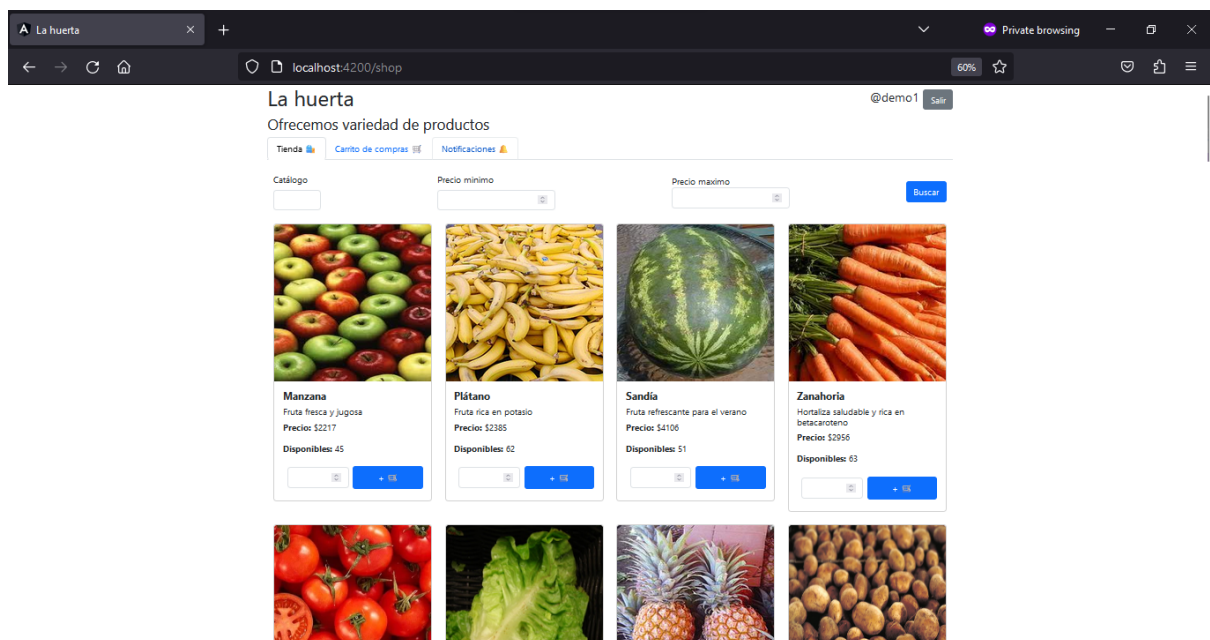 La huerta
Private browsing
localhost:4200/shop
60%
La huerta
@demo1 Salir
Ofrecemos variedad de productos
Tienda Carrito de compras Notificaciones
Catálogo Precio minimo Precio maximo
Buscar
Manzana
Fruta fresca y jugosa
Precio: $2217
Disponibles: 45
+
Plátano
Fruta rica en potasio
Precio: $2385
Disponibles: 62
+
Sandía
Fruta refrescante para el verano
Precio: $4106
Disponibles: 51
+
Zanahoria
Hortaliza saludable y rica en
betacaroteno
Precio: $2956
Disponibles: 63
+